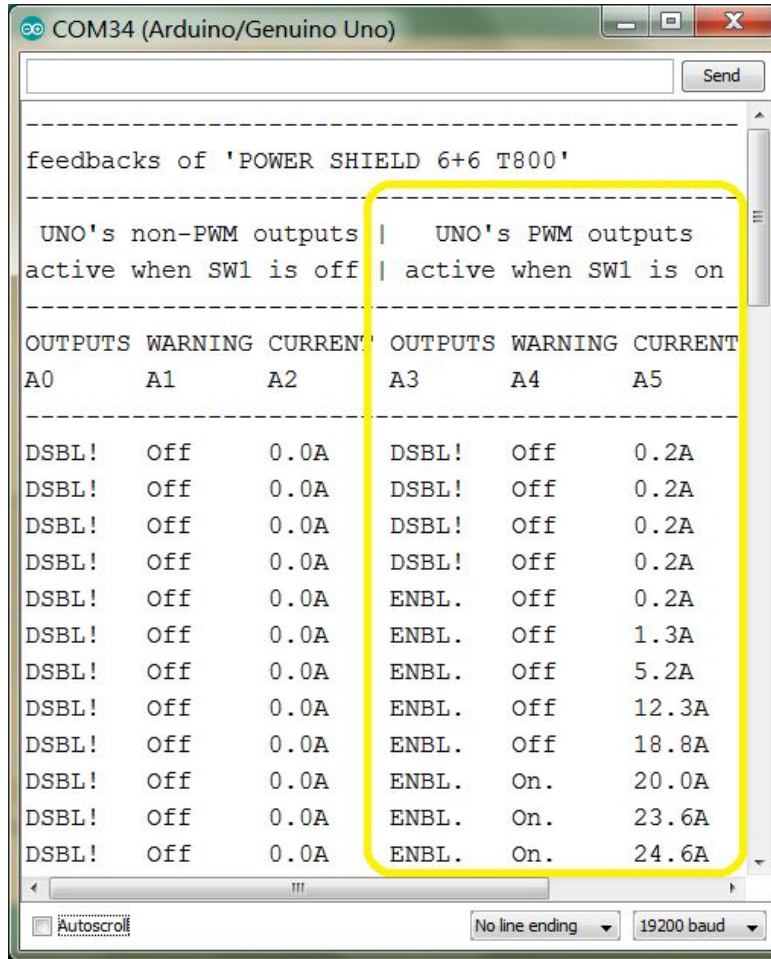 COM34 (Arduino/Genuino Uno)
Send
------------------------------------------------
feedbacks of 'POWER SHIELD 6+6 T800'
------------------------------------------------
UNO's non-PWM outputs | UNO's PWM outputs
active when SW1 is off | active when SW1 is on
------------------------------------------------
OUTPUTS WARNING CURRENT OUTPUTS WARNING CURRENT
A0 A1 A2 A3 A4 A5
------------------------------------------------
DSBL! Off 0.0A DSBL! Off 0.2A
DSBL! Off 0.0A DSBL! Off 0.2A
DSBL! Off 0.0A DSBL! Off 0.2A
DSBL! Off 0.0A DSBL! Off 0.2A
DSBL! Off 0.0A ENBL. Off 0.2A
DSBL! Off 0.0A ENBL. Off 1.3A
DSBL! Off 0.0A ENBL. Off 5.2A
DSBL! Off 0.0A ENBL. Off 12.3A
DSBL! Off 0.0A ENBL. Off 18.8A
DSBL! Off 0.0A ENBL. On. 20.0A
DSBL! Off 0.0A ENBL. On. 23.6A
DSBL! Off 0.0A ENBL. On. 24.6A
Autoscroll No line ending 19200 baud